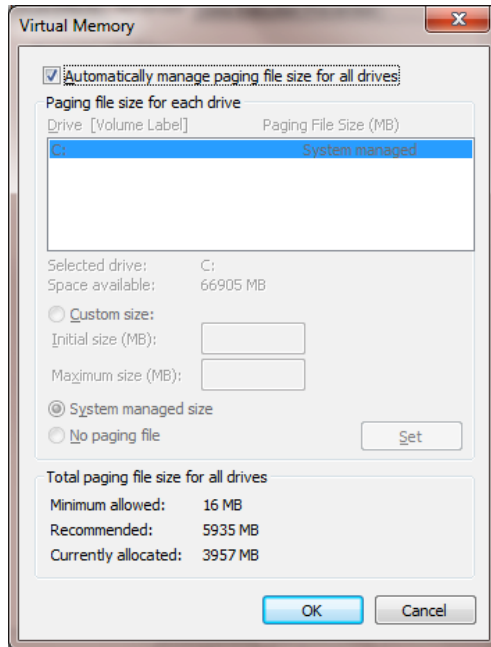 Virtual Memory
Automatically manage paging file size for all drives
Paging file size for each drive
Drive [Volume Label] Paging File Size (MB)
C: System managed
Selected drive: C:
Space available: 66905 MB
Custom size:
Initial size (MB):
Maximum size (MB):
System managed size
No paging file Set
Total paging file size for all drives
Minimum allowed: 16 MB
Recommended: 5935 MB
Currently allocated: 3957 MB
OK Cancel